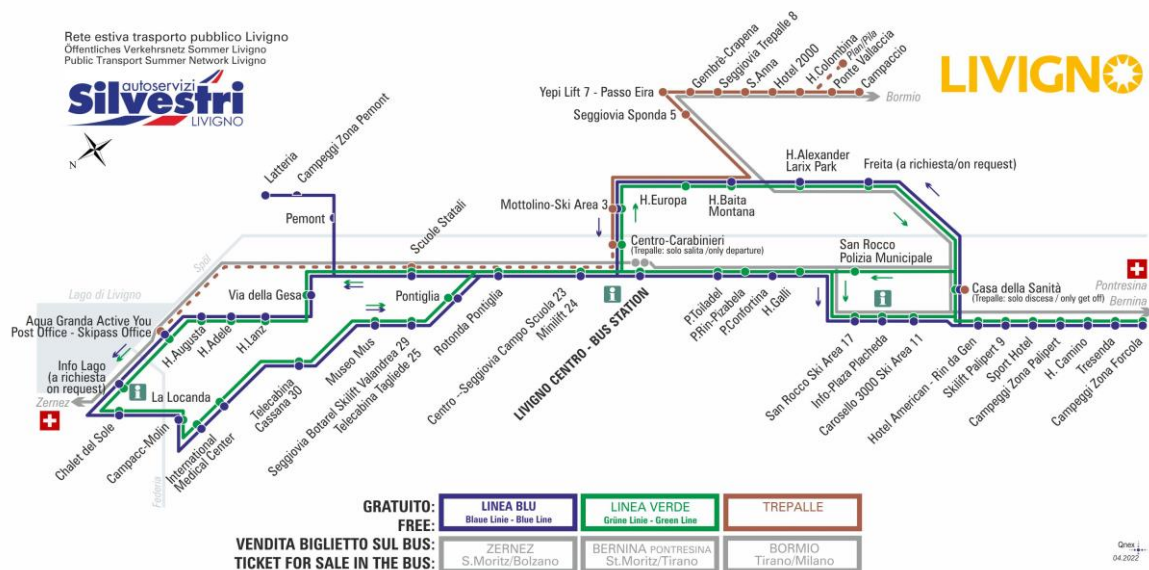 Rete estiva trasporto pubblico Livigno
Öffentliches Verkehrsnetz Sommer Livigno
Public Transport Summer Network Livigno
autoservizi
Silvestri
LIVIGNO
N
LIVIGNO
Gembrè-Crapena
Seggiovia Trepalle 8
S.Anna
Hotel 2000
H.Colombina
Plan/Pila
Ponte Vallaccia
Campaccio
Yepi Lift 7 - Passo Eira
Bormio
Seggiovia Sponda 5
Latteria
Campeggi Zona Pemont
Pemont
H.Alexander
Larix Park
Freita (a richiesta/on request)
Mottolino-Ski Area 3
H.Europa
H.Baita
Montana
Scuole Statali
Centro-Carabinieri
(Trepalle: solo salita /only departure)
San Rocco
Polizia Municipale
Spöl
Lago di Livigno
Via della Gesa
Pontiglia
Casa della Sanità
(Trepalle: solo discesa / only get off)
Pontresina
Bernina
Aqua Granda Active You
Post Office - Skipass Office
H.Augusta
H.Adele
H.Lanz
Info Lago
(a richiesta
on request)
La Locanda
Zernez
Chalet del Sole
Campacc-Molin
International
Medical Center
Telecabina
Cassana 30
Museo Mus
Seggiovia Botarel Skilift Valandrea 29
Telecabina Tagliede 25
Rotonda Pontiglia
Centro –Seggiovia Campo Scuola 23
Minilift 24
LIVIGNO CENTRO - BUS STATION
P.Toiladel
P.Rin-Pizabela
P.Confortina
H.Galli
San Rocco Ski Area 17
Info-Plaza Placheda
Carosello 3000 Ski Area 11
Hotel American - Rin da Gen
Skilift Palipert 9
Sport Hotel
Campeggi Zona Palipert
H. Camino
Tresenda
Campeggi Zona Forcola
Federia
GRATUITO:
FREE:
LINEA BLU
Blaue Linie - Blue Line
LINEA VERDE
Grüne Linie - Green Line
TREPALLE
VENDITA BIGLIETTO SUL BUS:
TICKET FOR SALE IN THE BUS:
ZERNEZ
S.Moritz/Bolzano
BERNINA PONTRESINA
St.Moritz/Tirano
BORMIO
Tirano/Milano
Qnex
04.2022